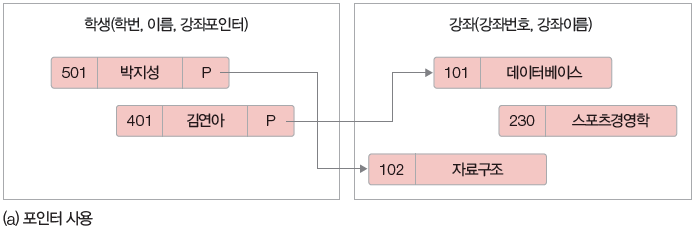 학생(학번, 이름, 강좌포인터)
501 박지성 P
401 김연아 P
강좌(강좌번호, 강좌이름)
101 데이터베이스
230 스포츠경영학
102 자료구조
(a) 포인터 사용